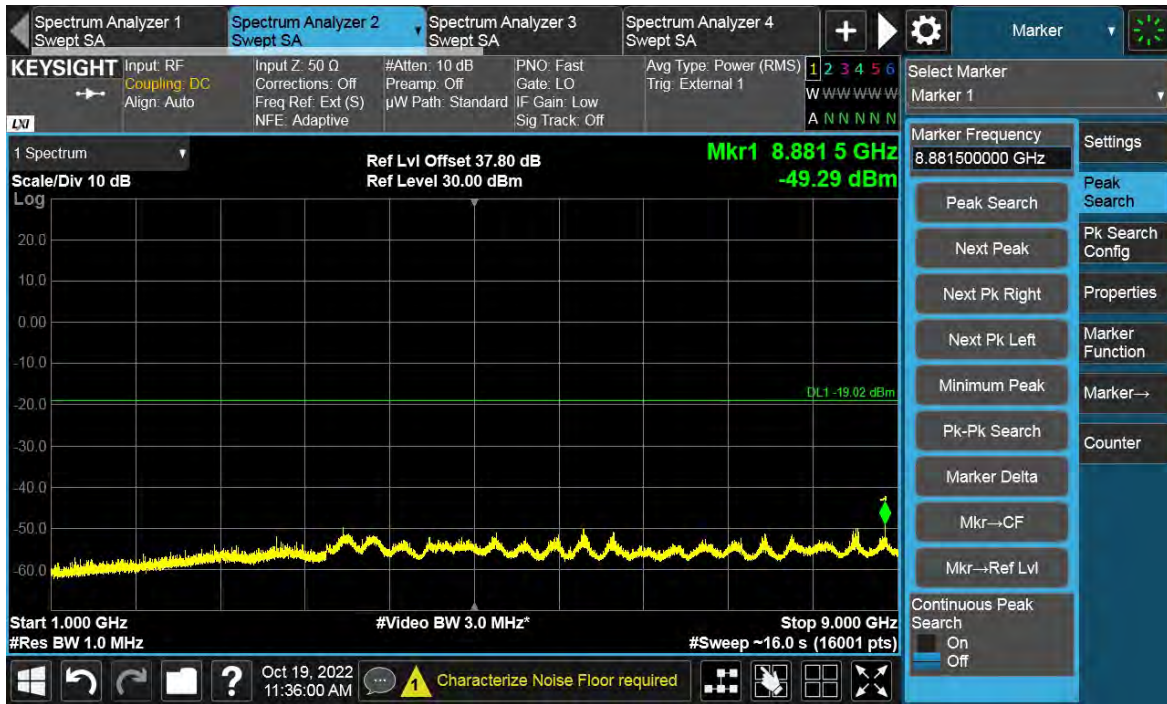 Spectrum Analyzer 1
Swept SA
Spectrum Analyzer 2
Swept SA
Spectrum Analyzer 3
Swept SA
Spectrum Analyzer 4
Swept SA
+
Marker
KEYSIGHT
LXI
Input: RF
Coupling: DC
Align: Auto
Input Z: 50 Ω
Corrections: Off
Freq Ref: Ext (S)
NFE: Adaptive
#Atten: 10 dB
Preamp: Off
µW Path: Standard
PNO: Fast
Gate: LO
IF Gain: Low
Sig Track: Off
Avg Type: Power (RMS)
Trig: External 1
1 2 3 4 5 6
W W W W W W
A N N N N N
Select Marker
Marker 1
1 Spectrum
Scale/Div 10 dB
Ref Lvl Offset 37.80 dB
Ref Level 30.00 dBm
Mkr1 8.881 5 GHz
-49.29 dBm
Log
20.0
10.0
0.00
-10.0
-20.0
-30.0
-40.0
-50.0
-60.0
DL1 -19.02 dBm
1
Start 1.000 GHz
#Res BW 1.0 MHz
#Video BW 3.0 MHz*
Stop 9.000 GHz
#Sweep ~16.0 s (16001 pts)
Marker Frequency
8.881500000 GHz
Peak Search
Next Peak
Next Pk Right
Next Pk Left
Minimum Peak
Pk-Pk Search
Marker Delta
Mkr→CF
Mkr→Ref Lvl
Continuous Peak
Search
On
Off
Settings
Peak
Search
Pk Search
Config
Properties
Marker
Function
Marker→
Counter
?
Oct 19, 2022
11:36:00 AM
1
Characterize Noise Floor required